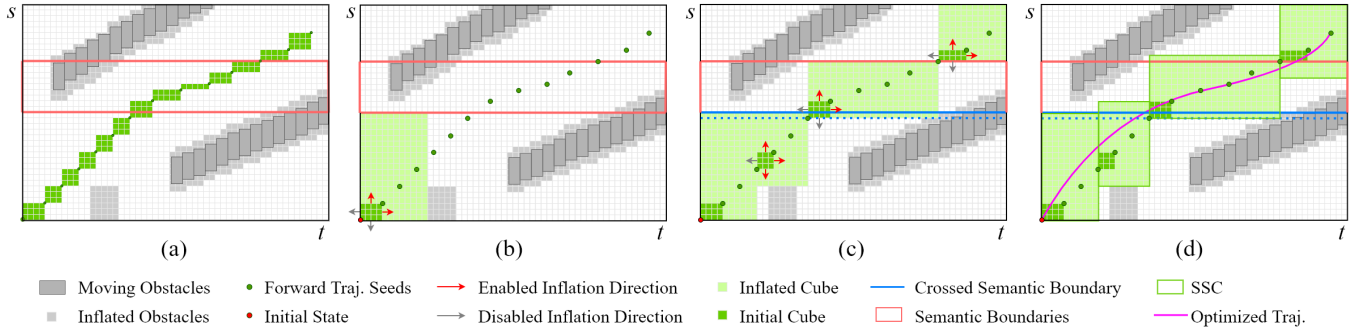 s
t
(a)
s
t
(b)
s
t
(c)
s
t
(d)
Moving Obstacles
Forward Traj. Seeds
Enabled Inflation Direction
Inflated Cube
Crossed Semantic Boundary
SSC
Inflated Obstacles
Initial State
Disabled Inflation Direction
Initial Cube
Semantic Boundaries
Optimized Traj.